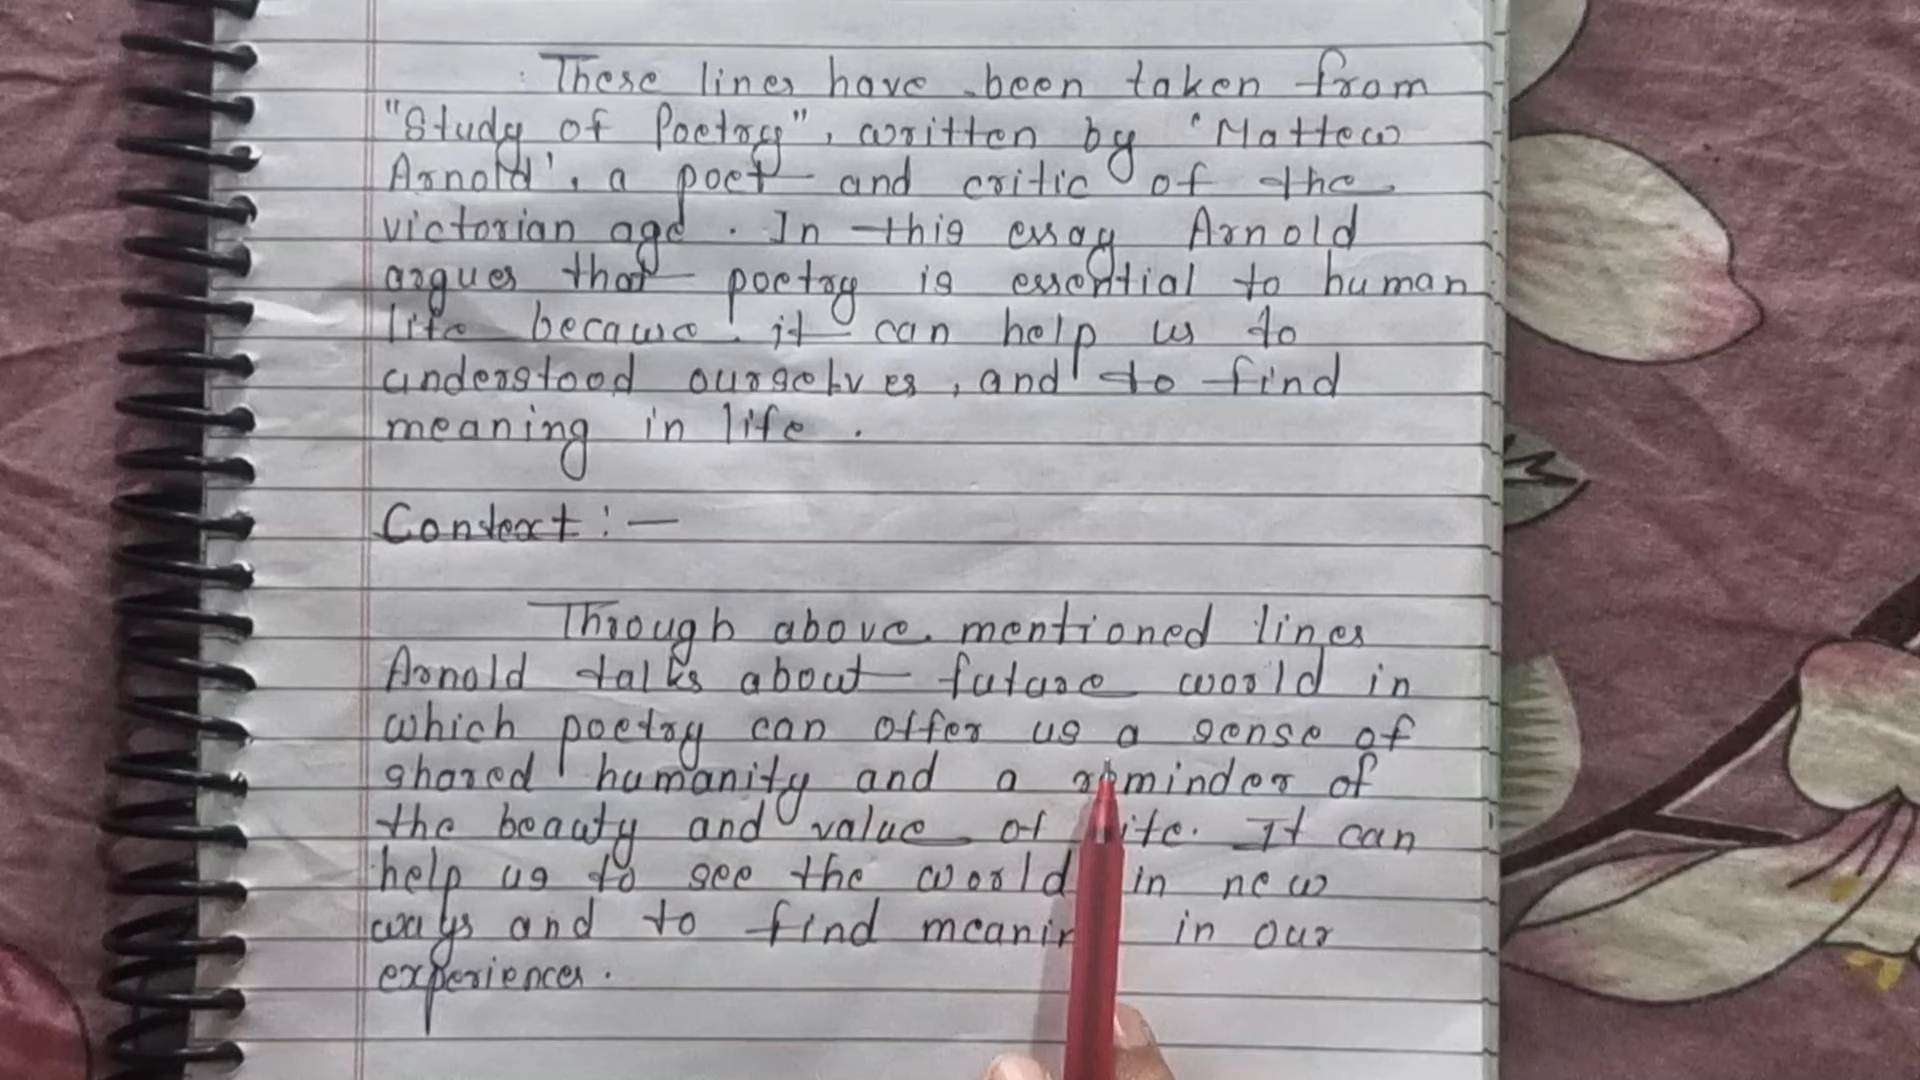 These lines have been taken from
"Study of Poetry", written by 'Mattew
Arnold', a poet and critic of the
victorian age. In this essay Arnold
argues that poetry is essential to human
life because it can help us to
understood ourselves, and to find
meaning in life.
Context:—
Through above mentioned lines
Arnold talks about future world in
which poetry can offer us a sense of
shared humanity and a reminder of
the beauty and value of life. It can
help us to see the world in new
ways and to find meaning in our
experiences.